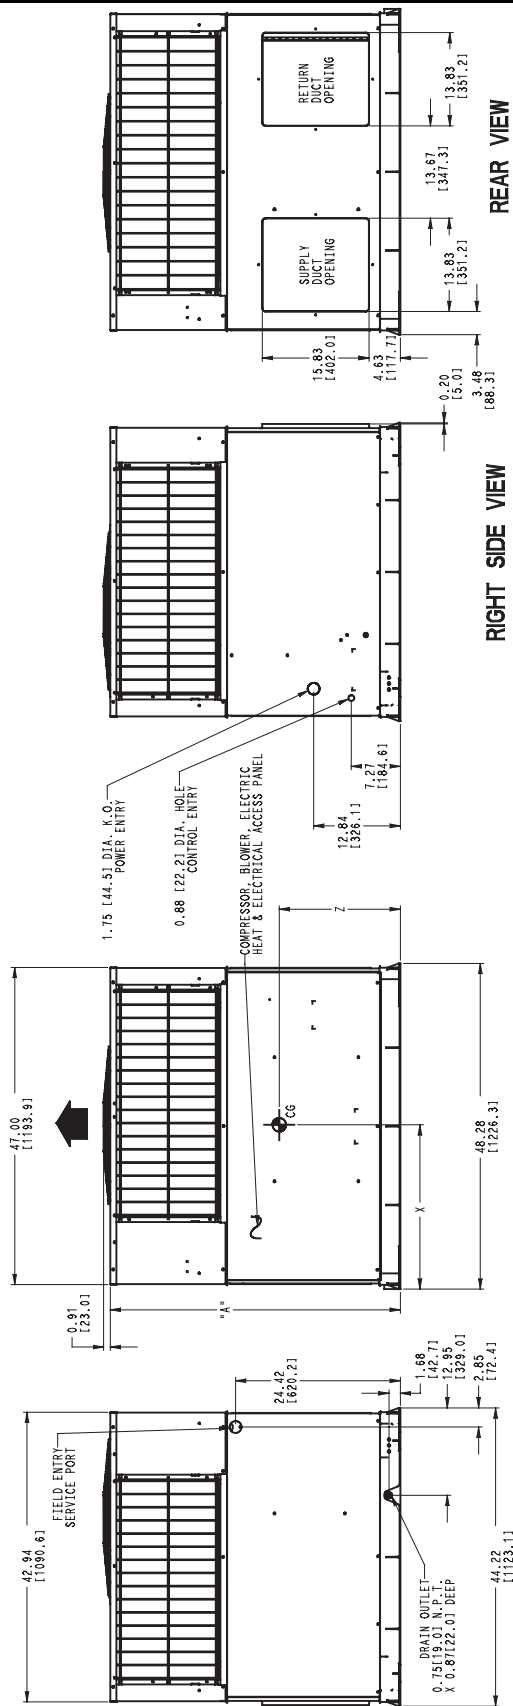 42.94
[1090.6]
FIELD ENTRY
SERVICE PORT
24.42
[620.2]
1.68
[42.7]
12.95
[329.0]
2.85
[72.4]
DRAIN OUTLET
0.75[19.0] N.P.T.
X 0.87[22.0] DEEP
44.22
[1123.1]
47.00
[1193.9]
0.91
[23.0]
"A"
COMPRESSOR, BLOWER, ELECTRIC
HEAT & ELECTRICAL ACCESS PANEL
CG
Z
X
48.28
[1226.3]
1.75 [44.5] DIA. K.O.
POWER ENTRY
0.88 [22.2] DIA. HOLE
CONTROL ENTRY
12.84
[326.1]
7.27
[184.6]
0.20
[5.0]
RIGHT SIDE VIEW
SUPPLY
DUCT
OPENING
RETURN
DUCT
OPENING
15.83
[402.0]
4.63
[117.7]
3.48
[88.3]
13.83
[351.2]
13.67
[347.3]
13.83
[351.2]
REAR VIEW